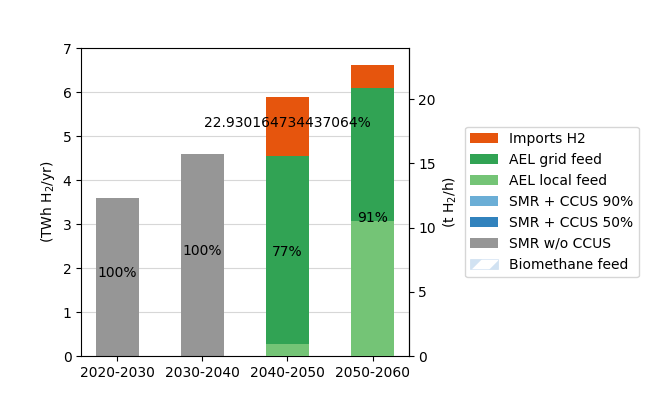 7
6
5
4
3
2
1
0
(TWh H₂/yr)
100%
100%
77%
22.930164734437064%
91%
2020-2030
2030-2040
2040-2050
2050-2060
20
15
10
5
0
(t H₂/h)
Imports H2
AEL grid feed
AEL local feed
SMR + CCUS 90%
SMR + CCUS 50%
SMR w/o CCUS
Biomethane feed